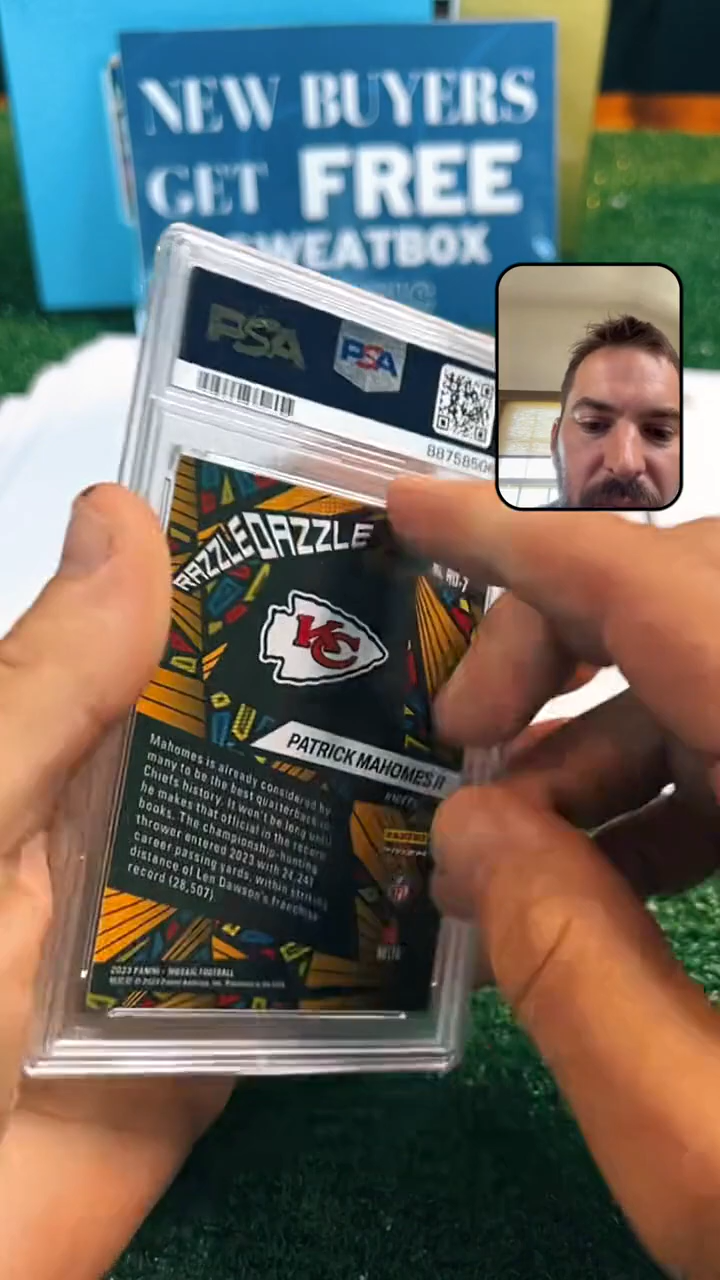 NEW BUYERS
GET FREE
SWEATBOX
PSA
PSA
RAZZLE DAZZLE
KC
PATRICK MAHOMES II
Mahomes is already considered by
many to be the best quarterback in
Chiefs history. It won't be long until
he makes that official in the record
books. The championship-hunting
thrower entered 2023 with 24,241
career passing yards, within striking
distance of Len Dawson's franchise
record (28,507).
2023 PANINI - MOSAIC FOOTBALL